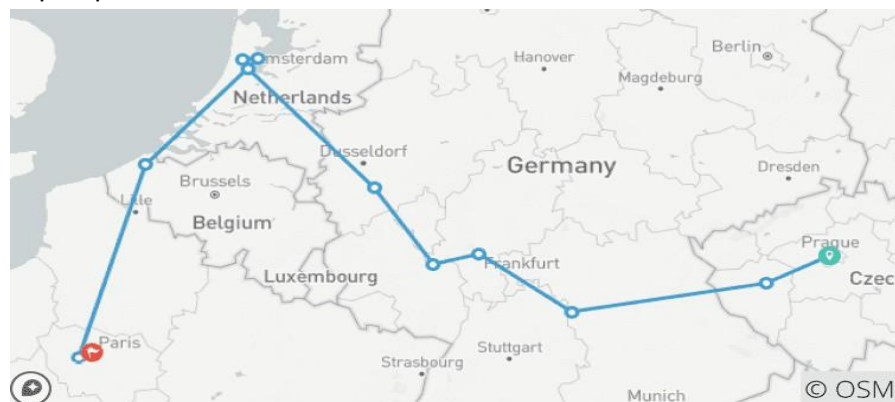 Hanover
Berlin
Amsterdam
Magdeburg
Netherlands
Dusseldorf
Germany
Dresden
Brussels
Lille
Belgium
Prague
Frankfurt
Luxembourg
Czec
Paris
Stuttgart
Strasbourg
Munich
© OSM